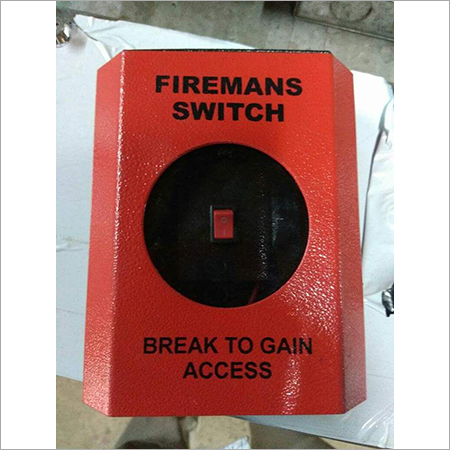 FIREMANS
SWITCH
BREAK TO GAIN
ACCESS